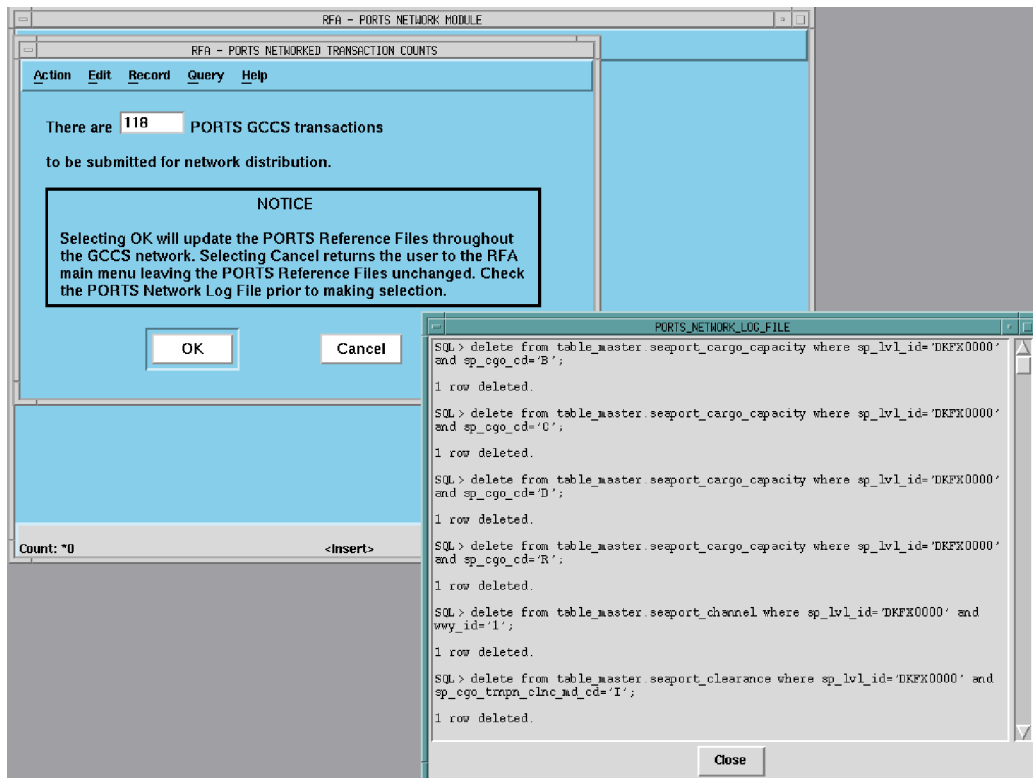 RFA - PORTS NETWORK MODULE
RFA - PORTS NETWORKED TRANSACTION COUNTS
Action Edit Record Query Help
There are 118 PORTS GCCS transactions
to be submitted for network distribution.
NOTICE
Selecting OK will update the PORTS Reference Files throughout
the GCCS network. Selecting Cancel returns the user to the RFA
main menu leaving the PORTS Reference Files unchanged. Check
the PORTS Network Log File prior to making selection.
OK Cancel
Count: *0 <Insert>
PORTS_NETWORK_LOG_FILE
SQL> delete from table_master.seaport_cargo_capacity where sp_lvl_id='DKFX0000'
and sp_cgo_cd='B';
1 row deleted.
SQL> delete from table_master.seaport_cargo_capacity where sp_lvl_id='DKFX0000'
and sp_cgo_cd='C';
1 row deleted.
SQL> delete from table_master.seaport_cargo_capacity where sp_lvl_id='DKFX0000'
and sp_cgo_cd='D';
1 row deleted.
SQL> delete from table_master.seaport_cargo_capacity where sp_lvl_id='DKFX0000'
and sp_cgo_cd='R';
1 row deleted.
SQL> delete from table_master.seaport_channel where sp_lvl_id='DKFX0000' and
wwy_id='1';
1 row deleted.
SQL> delete from table_master.seaport_clearance where sp_lvl_id='DKFX0000' and
sp_cgo_trnpn_clnc_md_cd='I';
1 row deleted.
Close